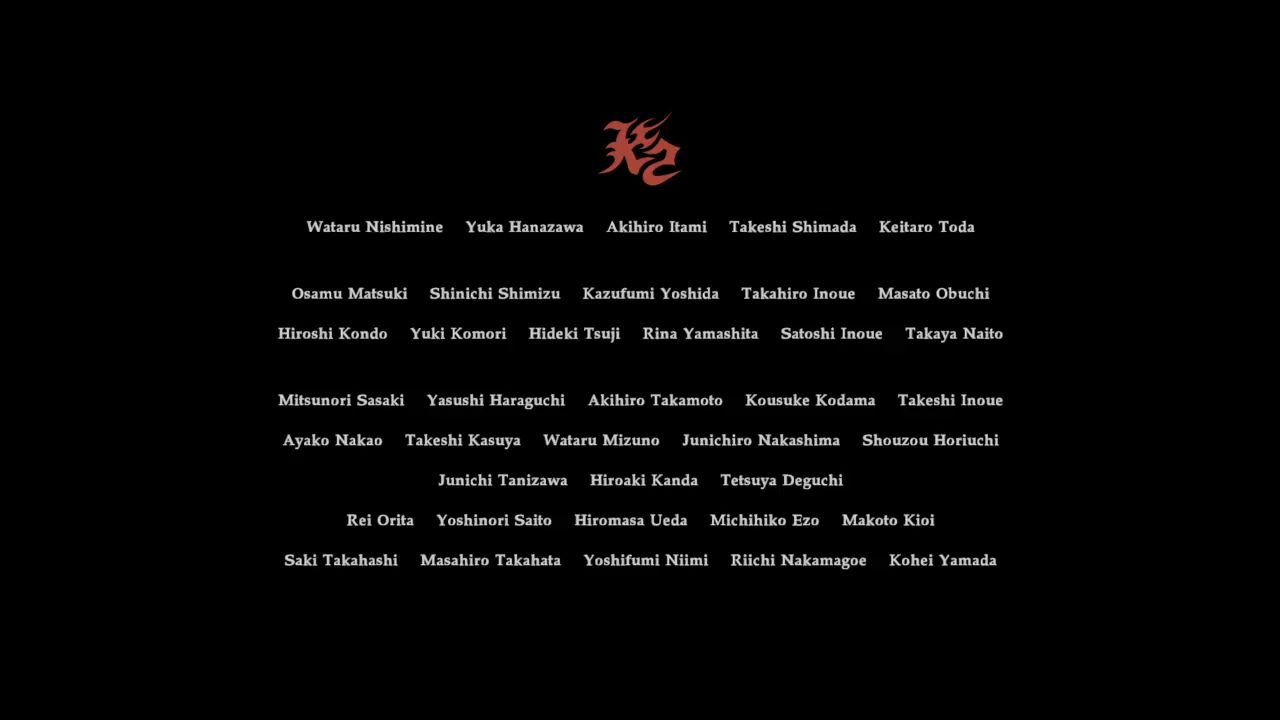 K2
Wataru Nishimine Yuka Hanazawa Akihiro Itami Takeshi Shimada Keitaro Toda
Osamu Matsuki Shinichi Shimizu Kazufumi Yoshida Takahiro Inoue Masato Obuchi
Hiroshi Kondo Yuki Komori Hideki Tsuji Rina Yamashita Satoshi Inoue Takaya Naito
Mitsunori Sasaki Yasushi Haraguchi Akihiro Takamoto Kousuke Kodama Takeshi Inoue
Ayako Nakao Takeshi Kasuya Wataru Mizuno Junichiro Nakashima Shouzou Horiuchi
Junichi Tanizawa Hiroaki Kanda Tetsuya Deguchi
Rei Orita Yoshinori Saito Hiromasa Ueda Michihiko Ezo Makoto Kioi
Saki Takahashi Masahiro Takahata Yoshifumi Niimi Riichi Nakamagoe Kohei Yamada